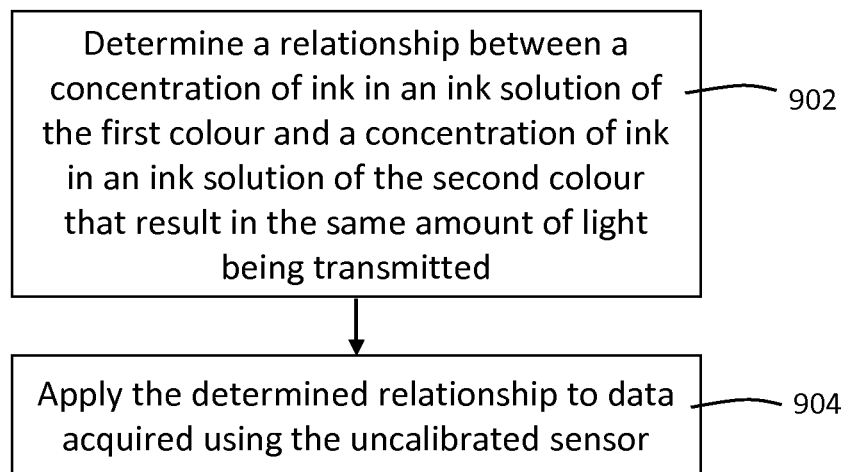 Determine a relationship between a
concentration of ink in an ink solution of
the first colour and a concentration of ink
in an ink solution of the second colour
that result in the same amount of light
being transmitted
902
Apply the determined relationship to data
acquired using the uncalibrated sensor
904